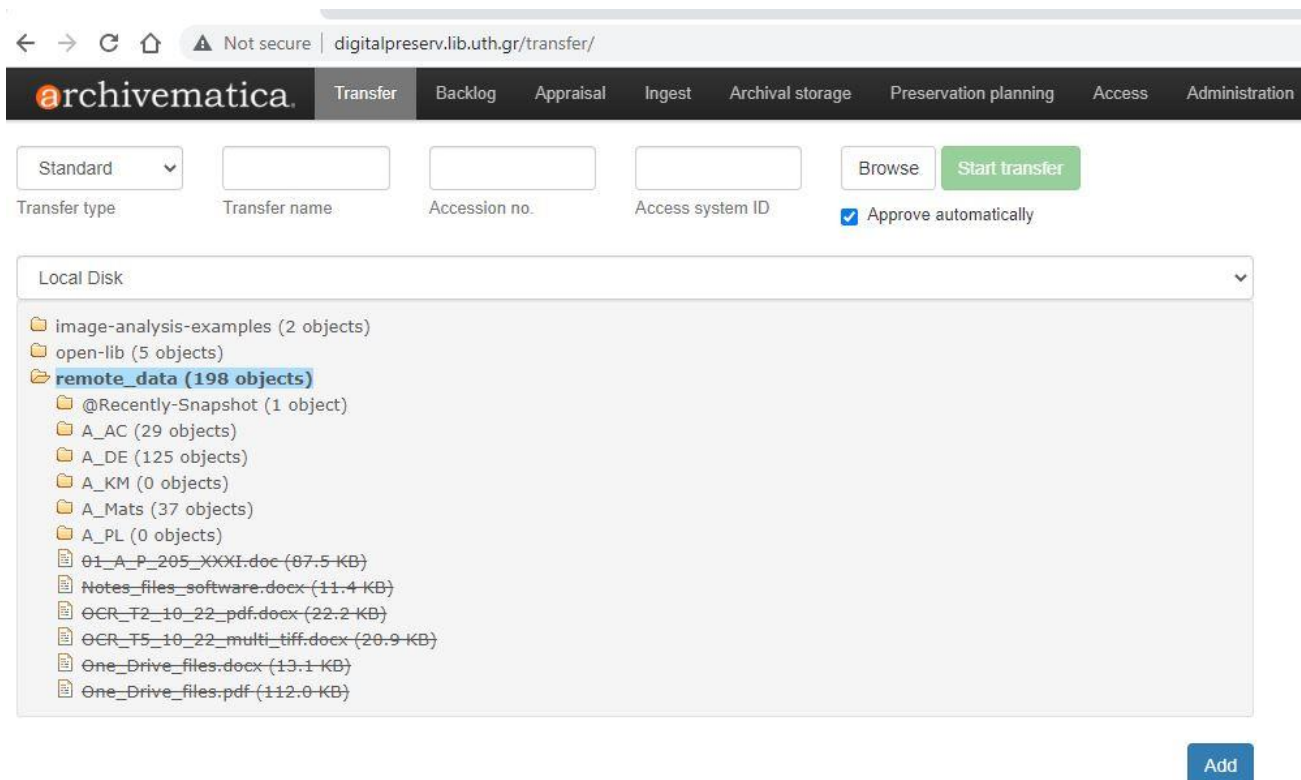 Not secure | digitalpreserv.lib.uth.gr/transfer/
archivematica. Transfer Backlog Appraisal Ingest Archival storage Preservation planning Access Administration
Standard Browse Start transfer
Transfer type Transfer name Accession no. Access system ID Approve automatically
Local Disk
image-analysis-examples (2 objects)
open-lib (5 objects)
remote_data (198 objects)
@Recently-Snapshot (1 object)
A_AC (29 objects)
A_DE (125 objects)
A_KM (0 objects)
A_Mats (37 objects)
A_PL (0 objects)
01_A_P_205_XXXI.doc (87.5 KB)
Notes_files_software.docx (11.4 KB)
OCR_T2_10_22_pdf.docx (22.2 KB)
OCR_T5_10_22_multi_tiff.docx (20.9 KB)
One_Drive_files.docx (13.1 KB)
One_Drive_files.pdf (112.0 KB)
Add